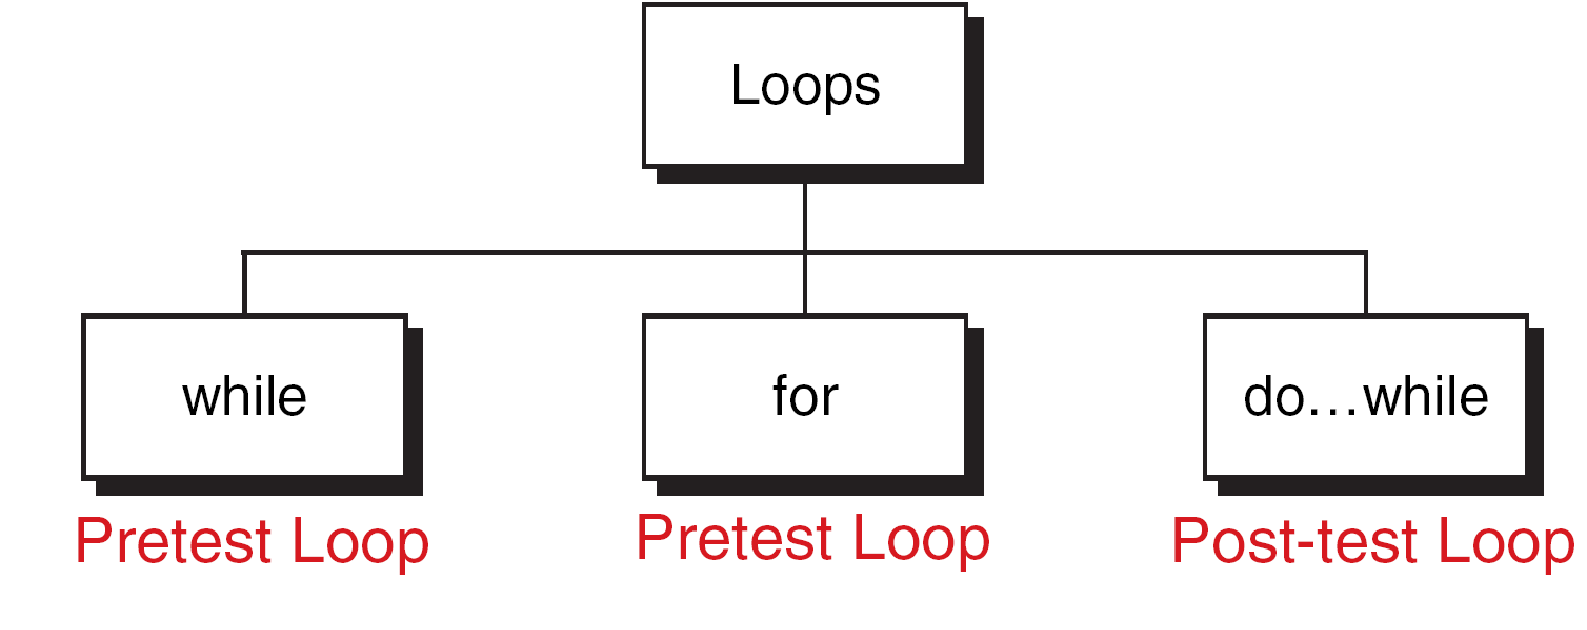 Loops
while
for
do...while
Pretest Loop
Pretest Loop
Post-test Loop